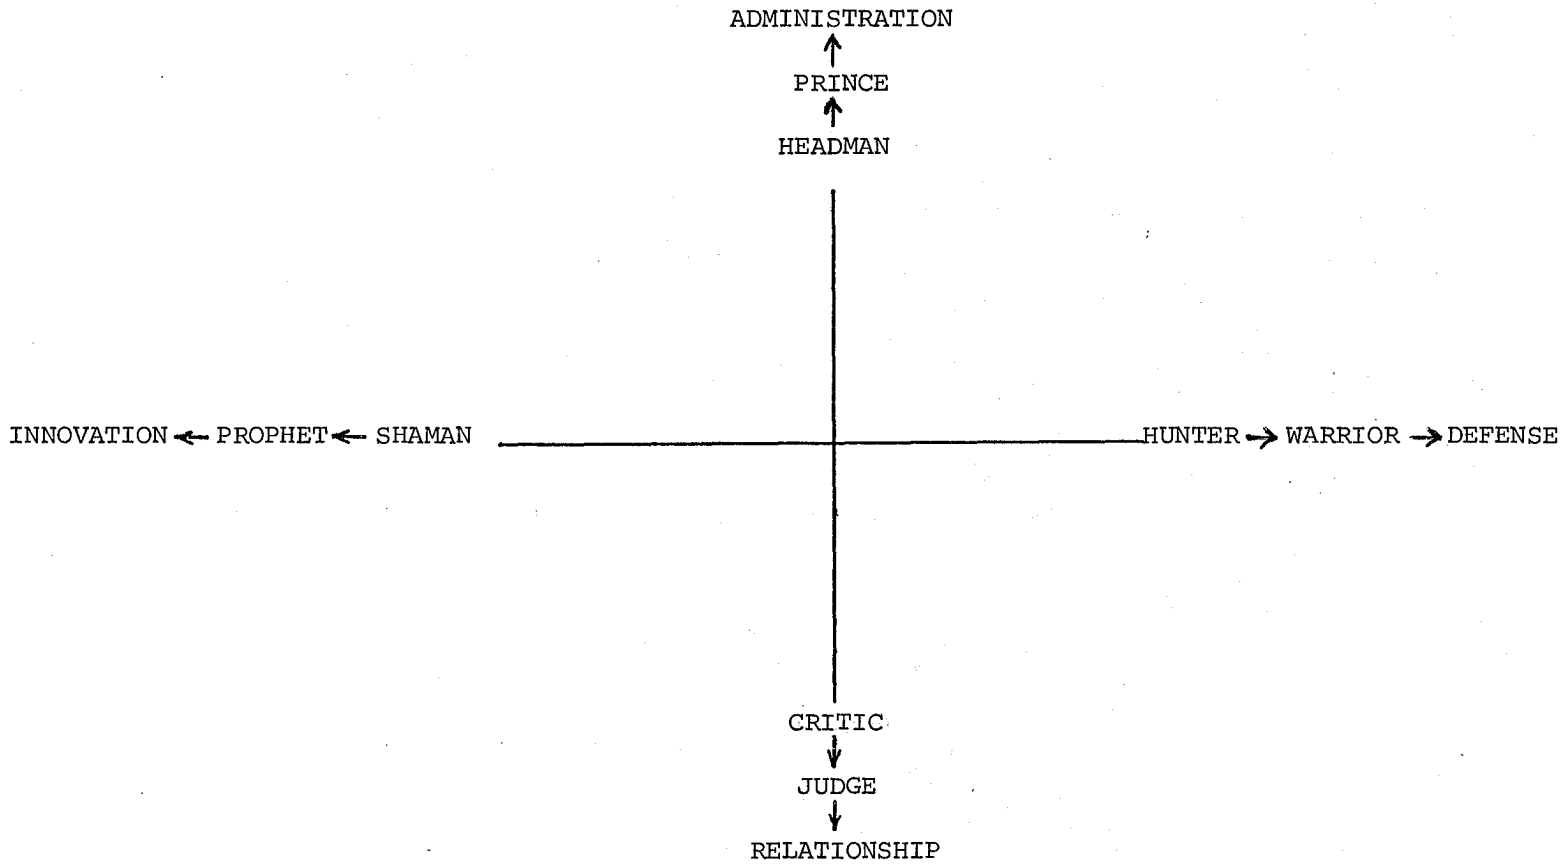 ADMINISTRATION
PRINCE
HEADMAN
INNOVATION ← PROPHET ← SHAMAN HUNTER → WARRIOR → DEFENSE
CRITIC
JUDGE
RELATIONSHIP